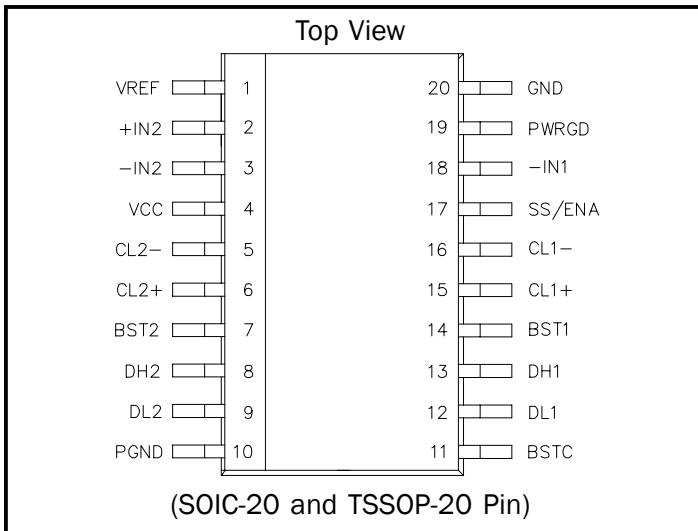 Top View
VREF 1 20 GND
+IN2 2 19 PWRGD
-IN2 3 18 -IN1
VCC 4 17 SS/ENA
CL2- 5 16 CL1-
CL2+ 6 15 CL1+
BST2 7 14 BST1
DH2 8 13 DH1
DL2 9 12 DL1
PGND 10 11 BSTC
(SOIC-20 and TSSOP-20 Pin)